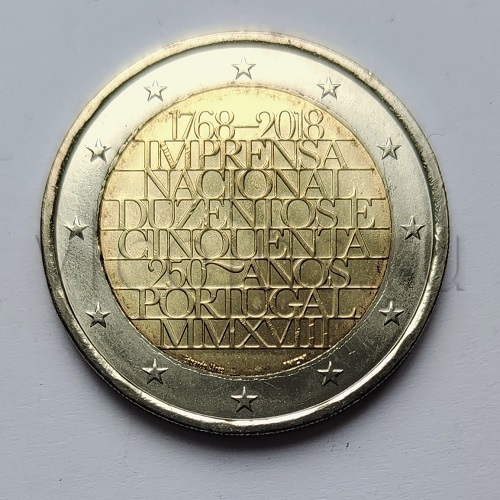 1768–2018
IMPRENSA
NACIONAL
DUZENTOS E
CINQUENTA
250 ANOS
PORTUGAL
MMXVIII